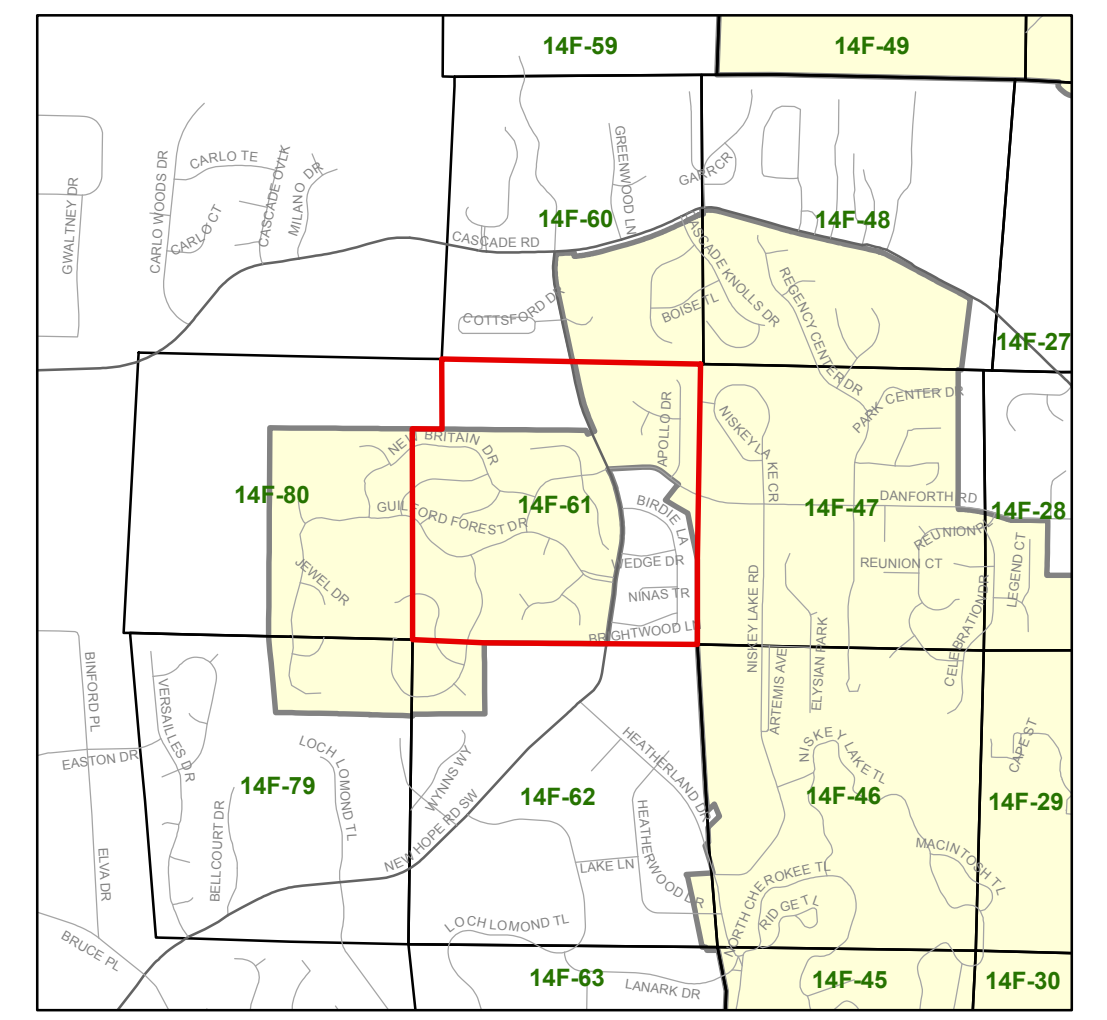 14F-59
14F-49
GREENWOOD LN
GARR CR
CARLO TE
CASCADE OVLK
MILANO DR
CARLO WOODS DR
CARLO CT
GWALTNEY DR
14F-60
14F-48
CASCADE RD
CASCADE KNOLLS DR
BOISE TL
REGENCY CENTER DR
COTTSFORD DR
14F-27
PARK CENTER DR
APOLLO DR
NISKEY LAKE CR
NEW BRITAIN DR
14F-80
14F-61
GUILFORD FOREST DR
BIRDIE LA
14F-47
DANFORTH RD
14F-28
REUNION PL
REUNION CT
LEGEND CT
CELEBRATION DR
WEDGE DR
NINAS TR
BRIGHTWOOD LN
JEWEL DR
NISKEY LAKE RD
ELYSIAN PARK
ARTEMIS AVE
BINFORD PL
VERSAILLES DR
EASTON DR
LOCH LOMOND TL
WYNNS WY
HEATHERLAND DR
NISKEY LAKE TL
CAPE ST
14F-79
14F-62
14F-46
14F-29
NEW HOPE RD SW
BELLCOURT DR
HEATHERWOOD DR
ELVA DR
LAKE LN
MACINTOSH TL
NORTH CHEROKEE TL
RIDGE TL
LOCH LOMOND TL
BRUCE PL
14F-63
LANARK DR
14F-45
14F-30